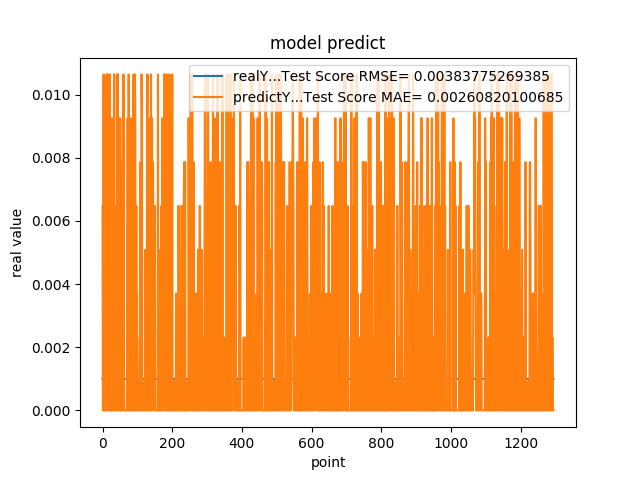 model predict
realY...Test Score RMSE= 0.00383775269385
predictY...Test Score MAE= 0.00260820100685
0.010
0.008
0.006
0.004
0.002
0.000
real value
0 200 400 600 800 1000 1200
point